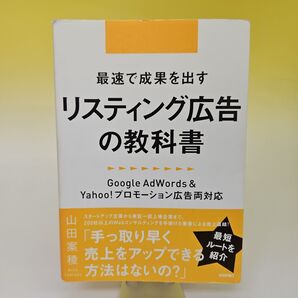 最速で成果を出す
リスティング広告
の教科書
Google AdWords &
Yahoo!プロモーション広告両対応
山田案稜
「手っ取り早く
売上をアップできる
方法はないの?」
最短
ルートを
紹介